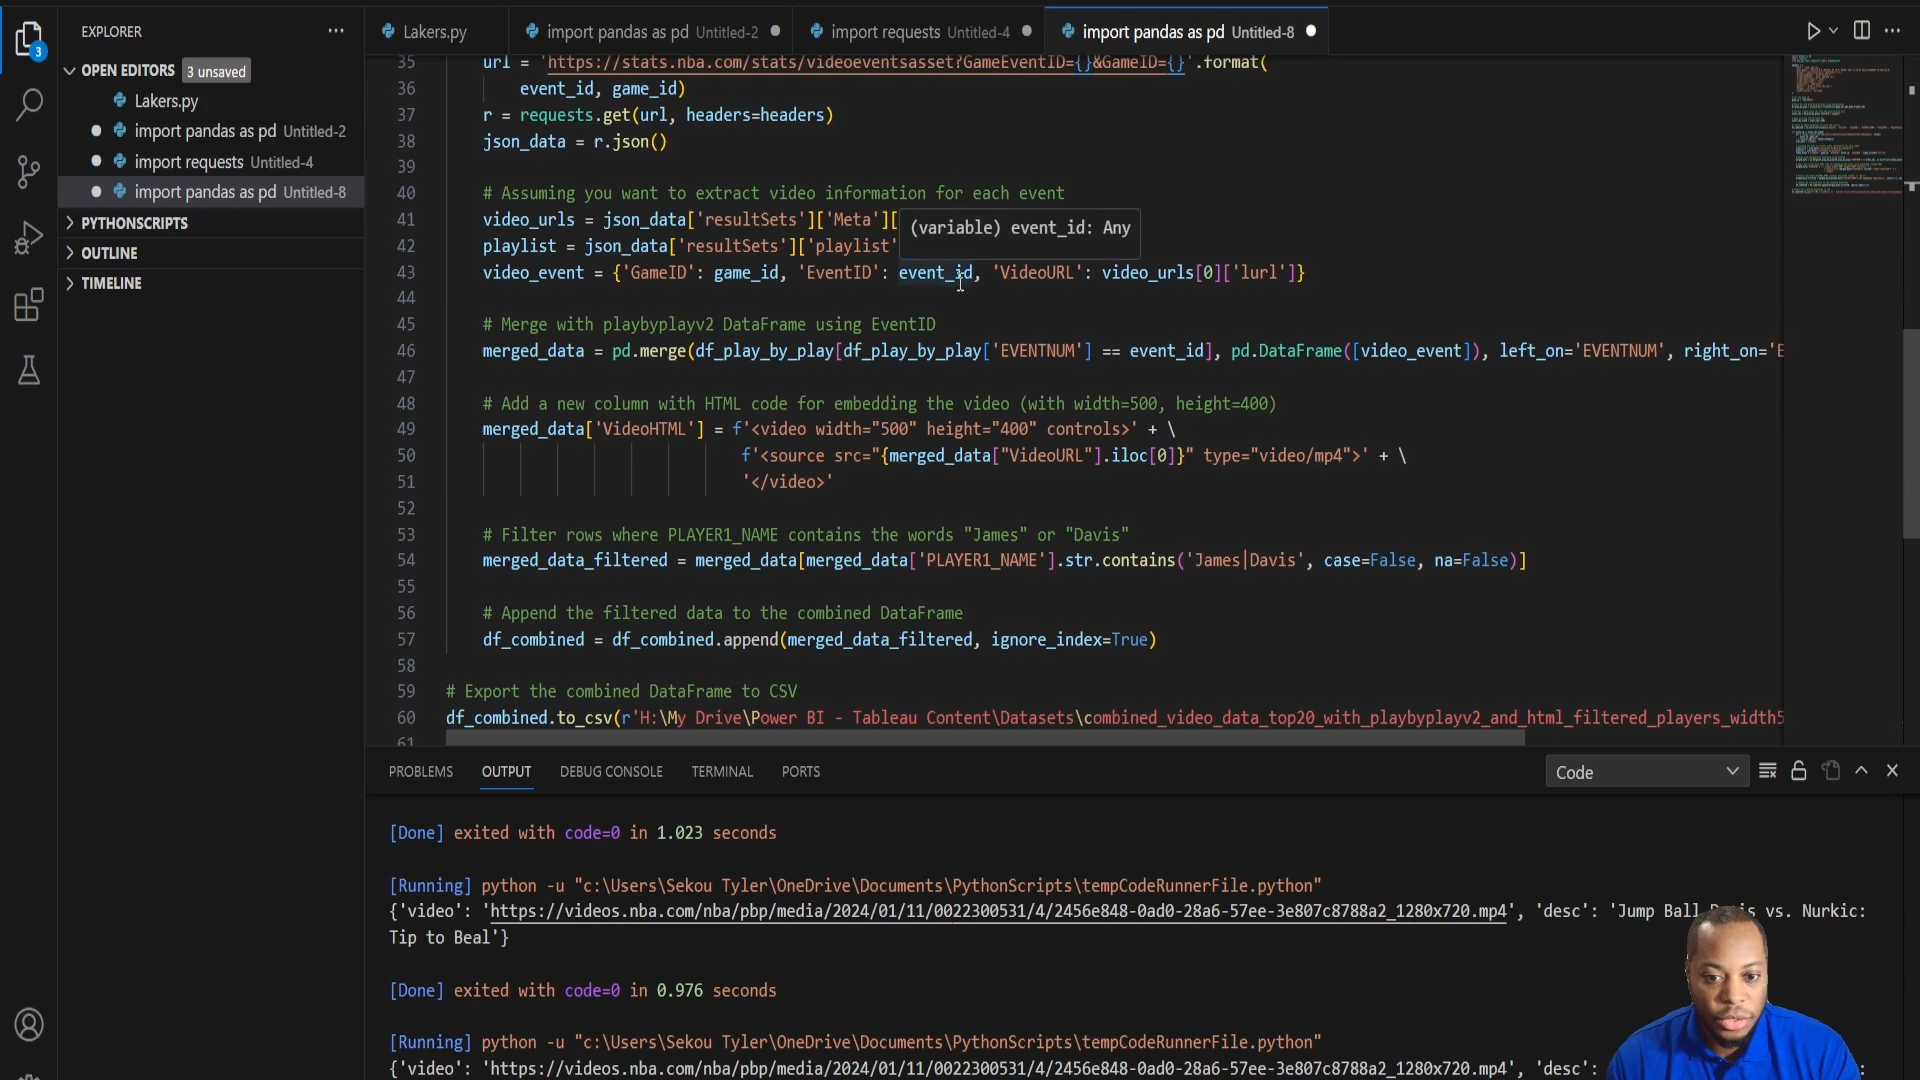 EXPLORER
OPEN EDITORS 3 unsaved
Lakers.py
import pandas as pd Untitled-2
import requests Untitled-4
import pandas as pd Untitled-8
PYTHONSCRIPTS
OUTLINE
TIMELINE
3
Lakers.py import pandas as pd Untitled-2 import requests Untitled-4 import pandas as pd Untitled-8
35 url = 'https://stats.nba.com/stats/videoeventsasset?GameEventID={}&GameID={}'.format(
36 event_id, game_id)
37 r = requests.get(url, headers=headers)
38 json_data = r.json()
39
40 # Assuming you want to extract video information for each event
41 video_urls = json_data['resultSets']['Meta'][
42 playlist = json_data['resultSets']['playlist'
(variable) event_id: Any
43 video_event = {'GameID': game_id, 'EventID': event_id, 'VideoURL': video_urls[0]['lurl']}
44
45 # Merge with playbyplayv2 DataFrame using EventID
46 merged_data = pd.merge(df_play_by_play[df_play_by_play['EVENTNUM'] == event_id], pd.DataFrame([video_event]), left_on='EVENTNUM', right_on='E
47
48 # Add a new column with HTML code for embedding the video (with width=500, height=400)
49 merged_data['VideoHTML'] = f'<video width="500" height="400" controls>' + \
50 f'<source src="{merged_data["VideoURL"].iloc[0]}" type="video/mp4">' + \
51 '</video>'
52
53 # Filter rows where PLAYER1_NAME contains the words "James" or "Davis"
54 merged_data_filtered = merged_data[merged_data['PLAYER1_NAME'].str.contains('James|Davis', case=False, na=False)]
55
56 # Append the filtered data to the combined DataFrame
57 df_combined = df_combined.append(merged_data_filtered, ignore_index=True)
58
59 # Export the combined DataFrame to CSV
60 df_combined.to_csv(r'H:\My Drive\Power BI - Tableau Content\Datasets\combined_video_data_top20_with_playbyplayv2_and_html_filtered_players_width5
61
PROBLEMS OUTPUT DEBUG CONSOLE TERMINAL PORTS Code
[Done] exited with code=0 in 1.023 seconds
[Running] python -u "c:\Users\Sekou Tyler\OneDrive\Documents\PythonScripts\tempCodeRunnerFile.python"
{'video': 'https://videos.nba.com/nba/pbp/media/2024/01/11/0022300531/4/2456e848-0ad0-28a6-57ee-3e807c8788a2_1280x720.mp4', 'desc': 'Jump Ball vs. Nurkic:
Tip to Beal'}
[Done] exited with code=0 in 0.976 seconds
[Running] python -u "c:\Users\Sekou Tyler\OneDrive\Documents\PythonScripts\tempCodeRunnerFile.python"
{'video': 'https://videos.nba.com/nba/pbp/media/2024/01/11/0022300531/4/2456e848-0ad0-28a6-57ee-3e807c8788a2_1280x720.mp4', 'desc':